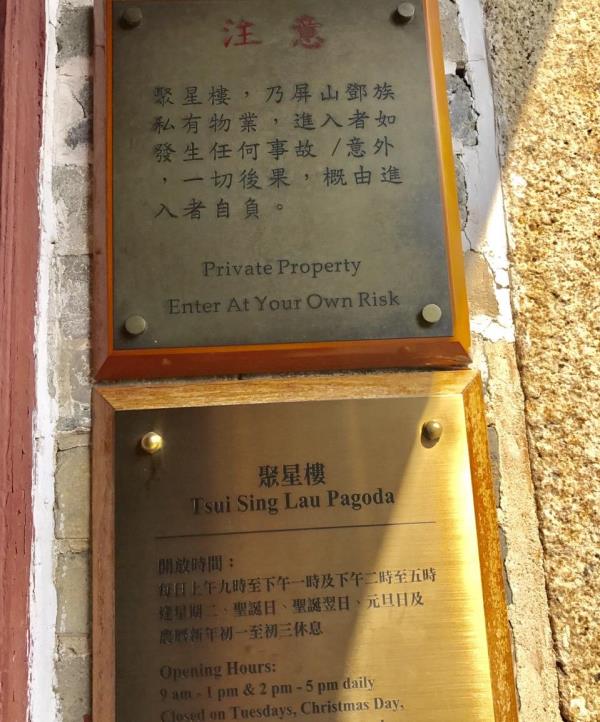 注意
聚星樓，乃屏山鄧族
私有物業，進入者如
發生任何事故/意外
，一切後果，概由進
入者自負。
Private Property
Enter At Your Own Risk
聚星樓
Tsui Sing Lau Pagoda
開放時間：
每日上午九時至下午一時及下午二時至五時
逢星期二、聖誕日、聖誕翌日、元旦日及
農曆新年初一至初三休息
Opening Hours:
9 am - 1 pm & 2 pm - 5 pm daily
Closed on Tuesdays, Christmas Day,